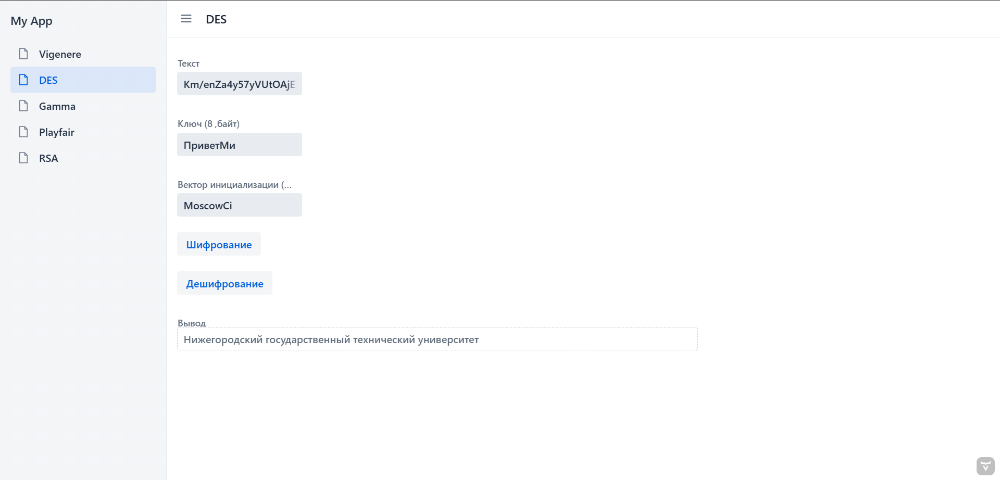 My App
Vigenere
DES
Gamma
Playfair
RSA
DES
Текст
Km/enZa4y57yVUtOAjE
Ключ (8 ,байт)
ПриветМи
Вектор инициализации (...
MoscowCi
Шифрование
Дешифрование
Вывод
Нижегородский государственный технический университет